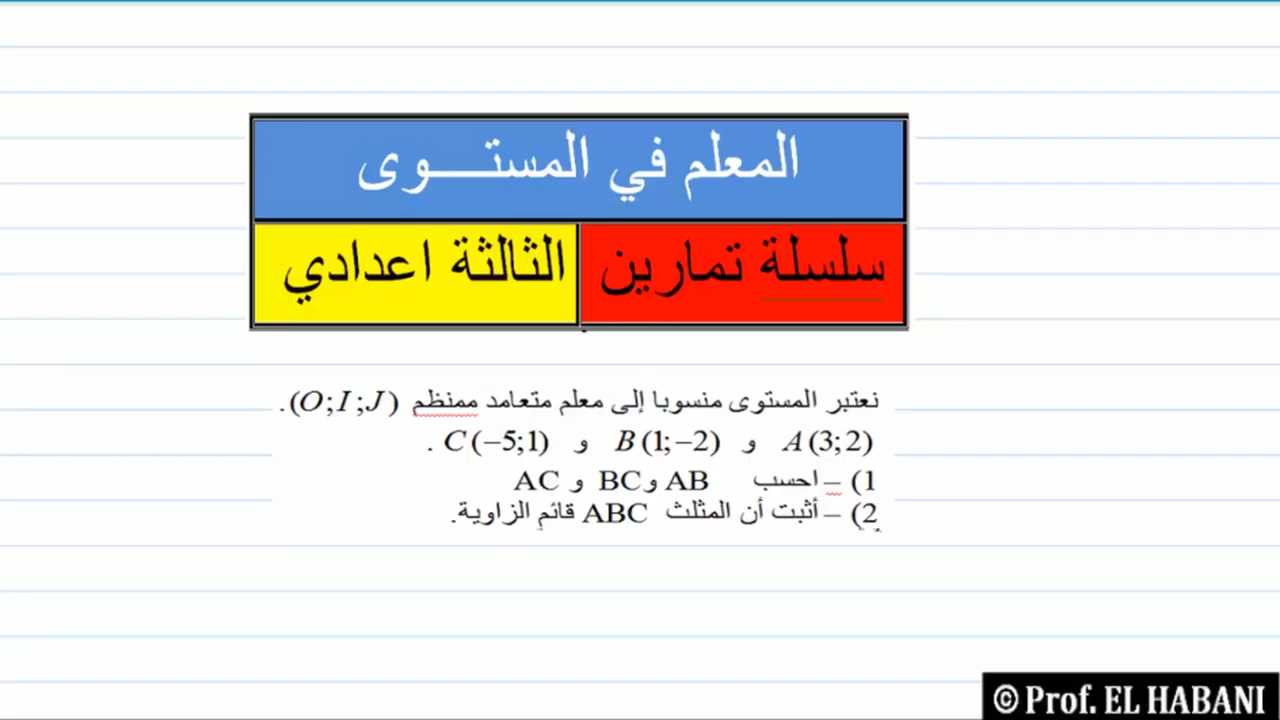 المعلم في المستـــوى
سلسلة تمارين
الثالثة اعدادي
نعتبر المستوى منسوبا إلى معلم متعامد ممنظم (O;I;J).
A(3;2) و B(1;−2) و C(−5;1) .
1) – احسب AB و BC و AC
2) – أثبت أن المثلث ABC قائم الزاوية.
© Prof. EL HABANI